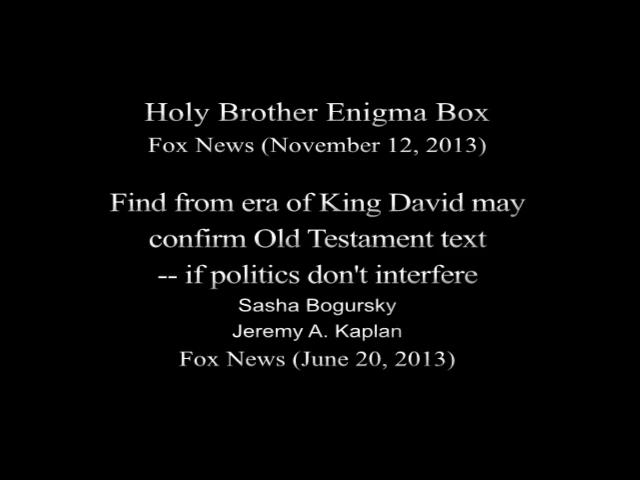 Holy Brother Enigma Box
Fox News (November 12, 2013)
Find from era of King David may
confirm Old Testament text
-- if politics don't interfere
Sasha Bogursky
Jeremy A. Kaplan
Fox News (June 20, 2013)